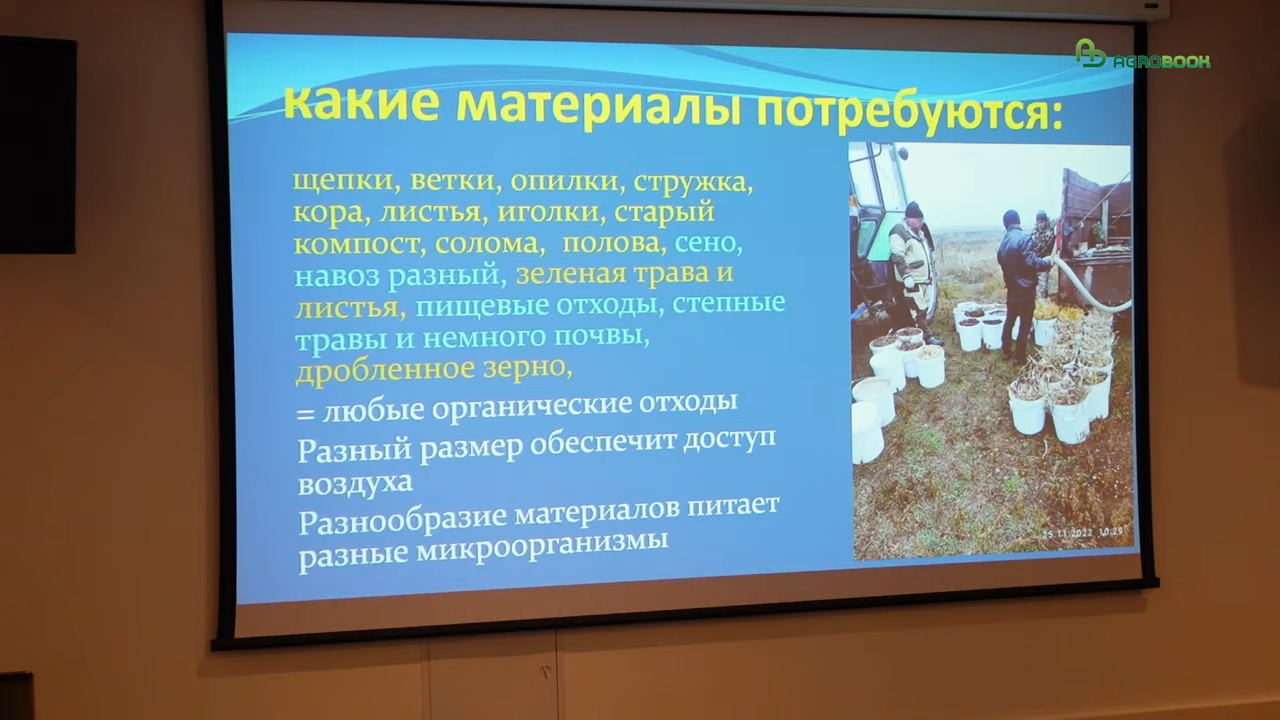 AGROBOOK
какие материалы потребуются:
щепки, ветки, опилки, стружка,
кора, листья, иголки, старый
компост, солома, полова, сено,
навоз разный, зеленая трава и
листья, пищевые отходы, степные
травы и немного почвы,
дробленное зерно,
= любые органические отходы
Разный размер обеспечит доступ
воздуха
Разнообразие материалов питает
разные микроорганизмы
25.11.2022 10:29